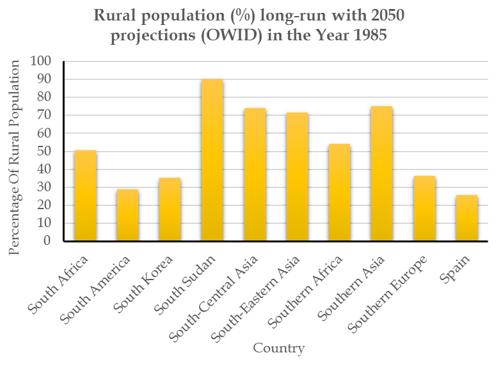 Rural population (%) long-run with 2050
projections (OWID) in the Year 1985
Percentage Of Rural Population
100
90
80
70
60
50
40
30
20
10
0
South Africa
South America
South Korea
South Sudan
South-Central Asia
South-Eastern Asia
Southern Africa
Southern Asia
Southern Europe
Spain
Country